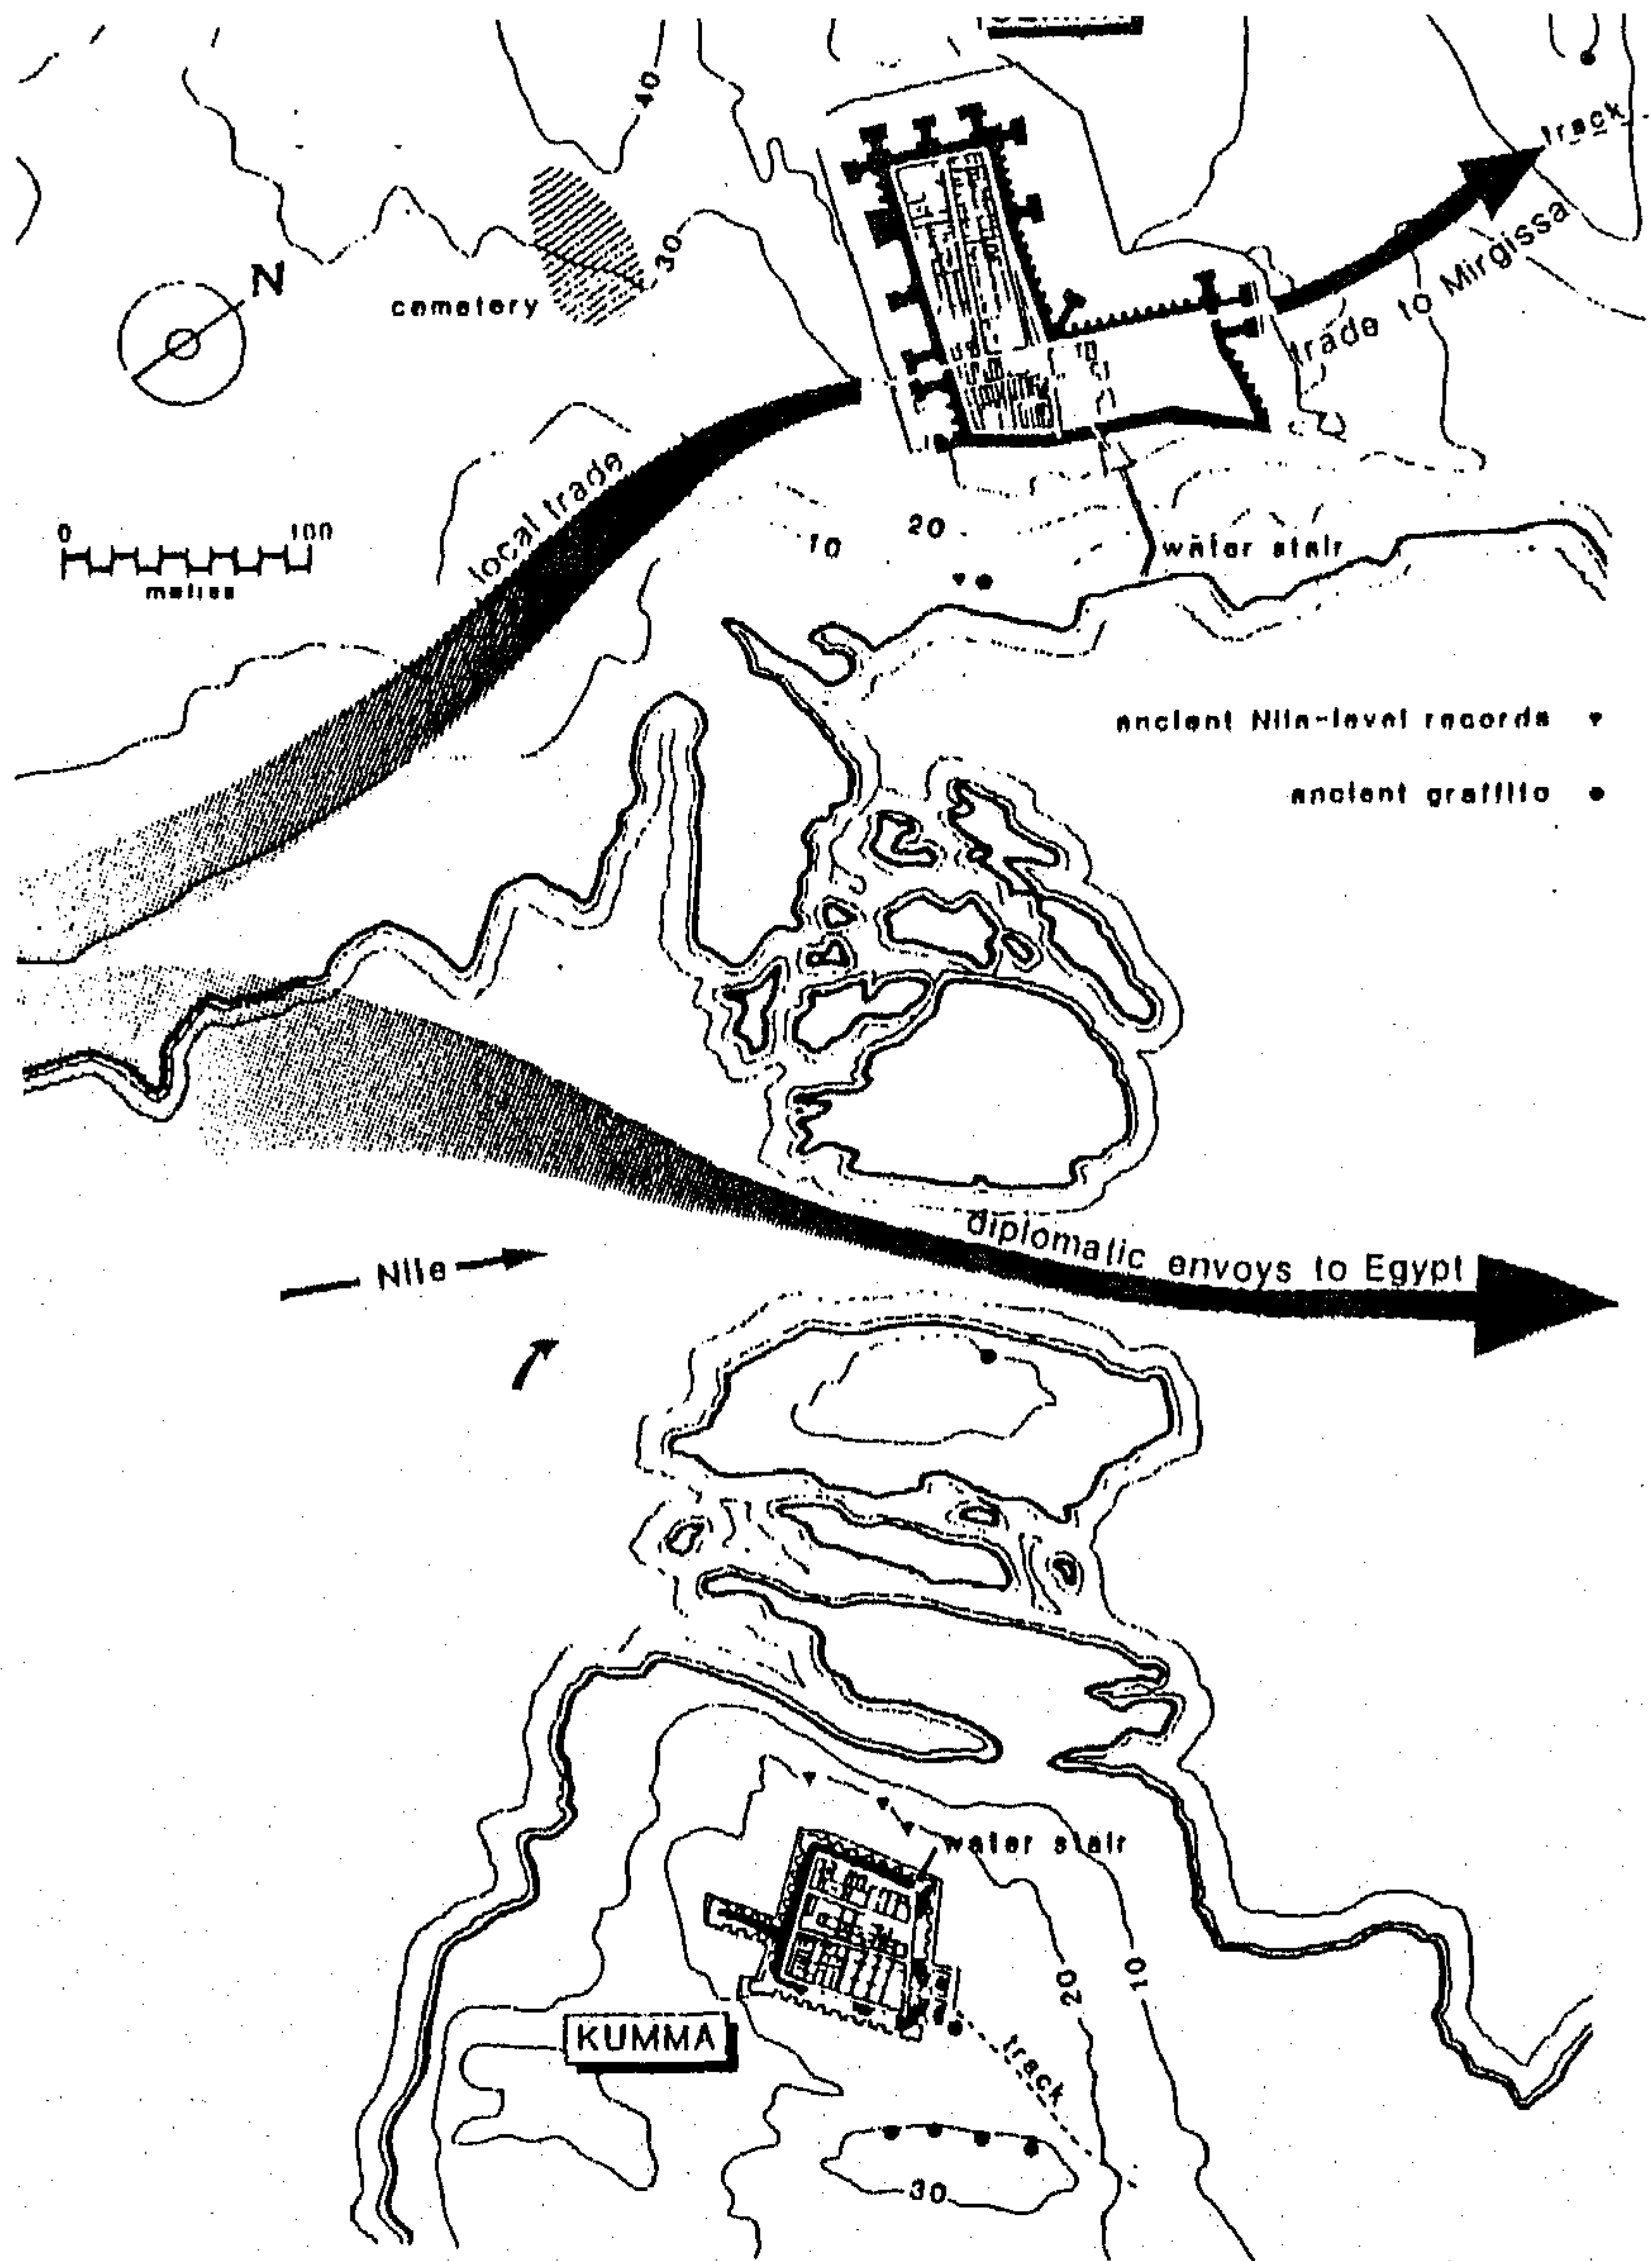 40
track
N
30
cemetery
trade to Mirgissa
local trade
0 100
metres
20
10
water stair
ancient Nile-level records
ancient graffito
diplomatic envoys to Egypt
Nile
water stair
20
10
KUMMA
track
30